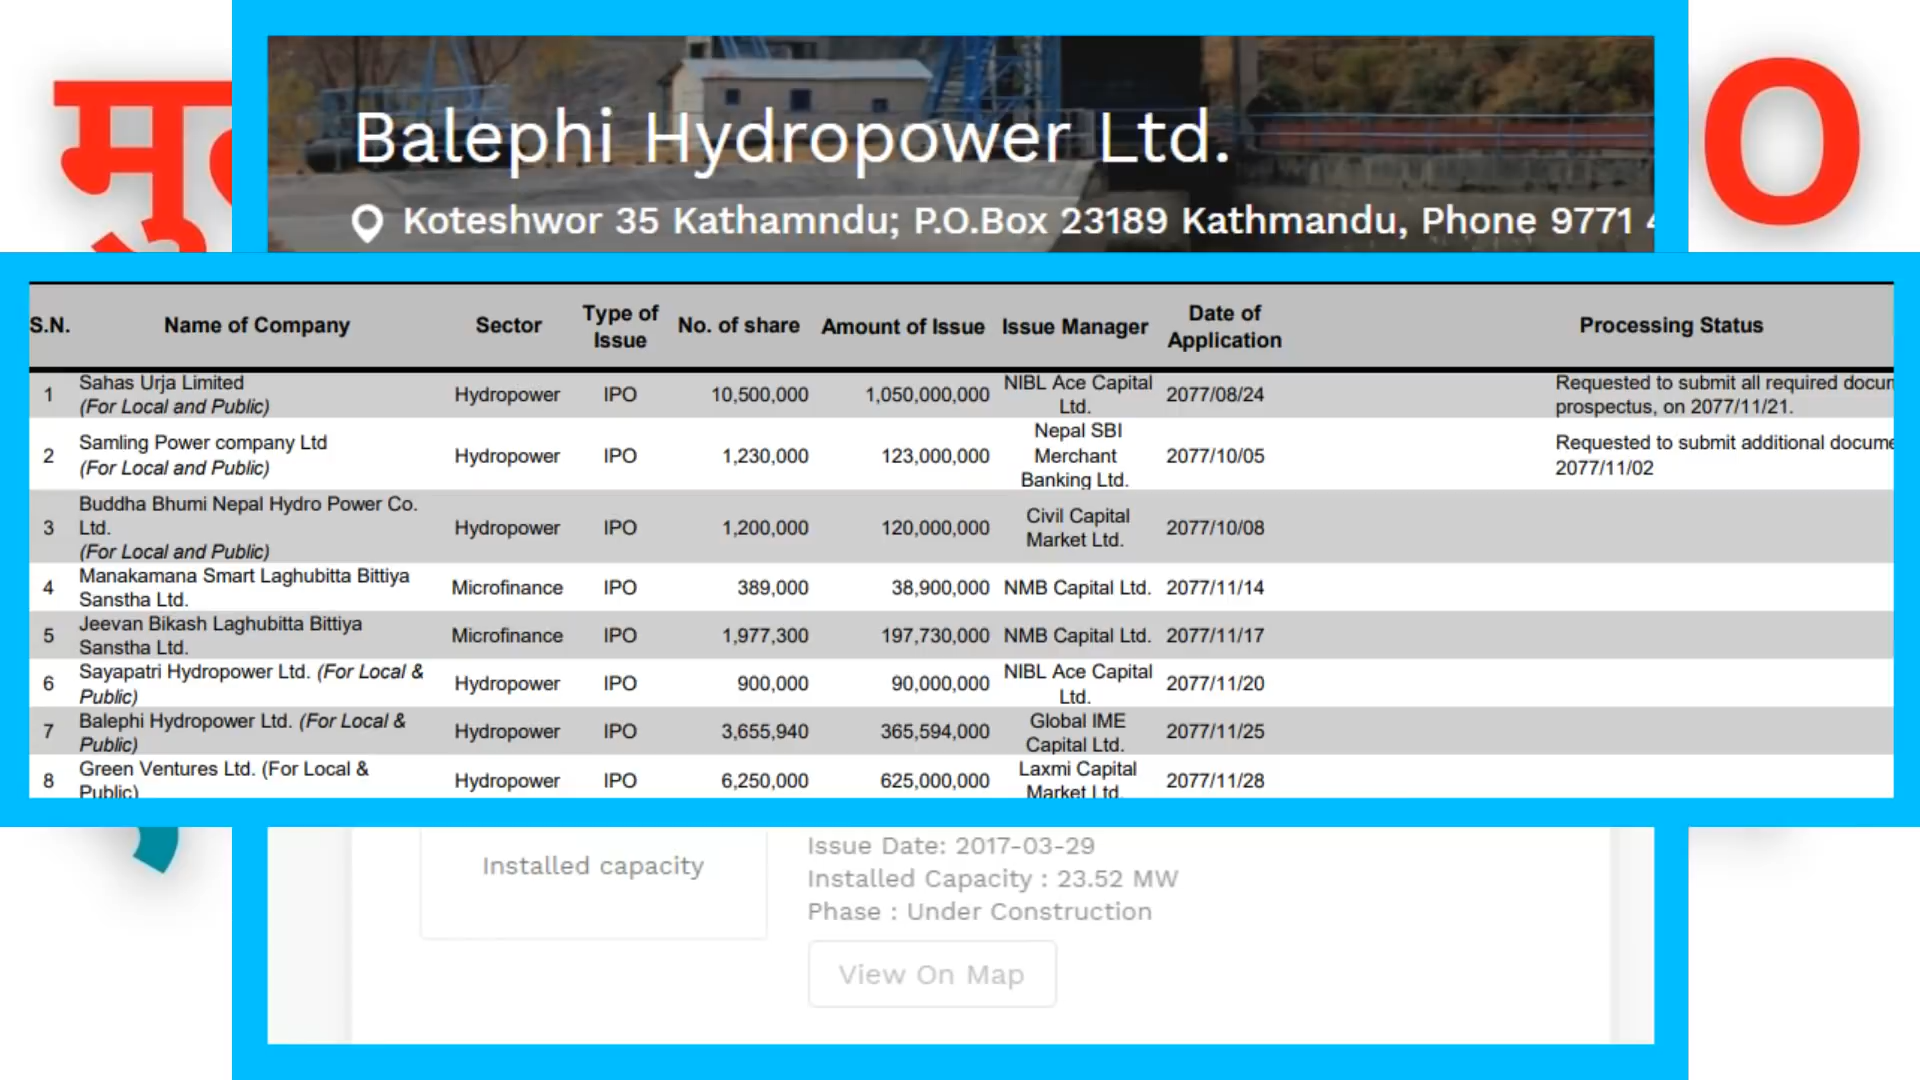 Balephi Hydropower Ltd.
Koteshwor 35 Kathamndu; P.O.Box 23189 Kathmandu, Phone 9771
O
S.N. Name of Company Sector Type of Issue No. of share Amount of Issue Issue Manager Date of Application Processing Status
1 Sahas Urja Limited (For Local and Public) Hydropower IPO 10,500,000 1,050,000,000 NIBL Ace Capital Ltd. 2077/08/24 Requested to submit all required prospectus, on 2077/11/21.
2 Samling Power company Ltd (For Local and Public) Hydropower IPO 1,230,000 123,000,000 Nepal SBI Merchant Banking Ltd. 2077/10/05 Requested to submit additional 2077/11/02
3 Buddha Bhumi Nepal Hydro Power Co. Ltd. (For Local and Public) Hydropower IPO 1,200,000 120,000,000 Civil Capital Market Ltd. 2077/10/08
4 Manakamana Smart Laghubitta Bittiya Sanstha Ltd. Microfinance IPO 389,000 38,900,000 NMB Capital Ltd. 2077/11/14
5 Jeevan Bikash Laghubitta Bittiya Sanstha Ltd. Microfinance IPO 1,977,300 197,730,000 NMB Capital Ltd. 2077/11/17
6 Sayapatri Hydropower Ltd. (For Local & Public) Hydropower IPO 900,000 90,000,000 NIBL Ace Capital Ltd. 2077/11/20
7 Balephi Hydropower Ltd. (For Local & Public) Hydropower IPO 3,655,940 365,594,000 Global IME Capital Ltd. 2077/11/25
8 Green Ventures Ltd. (For Local & Public) Hydropower IPO 6,250,000 625,000,000 Laxmi Capital Market Ltd. 2077/11/28
Installed capacity
Issue Date: 2017-03-29
Installed Capacity : 23.52 MW
Phase : Under Construction
View On Map